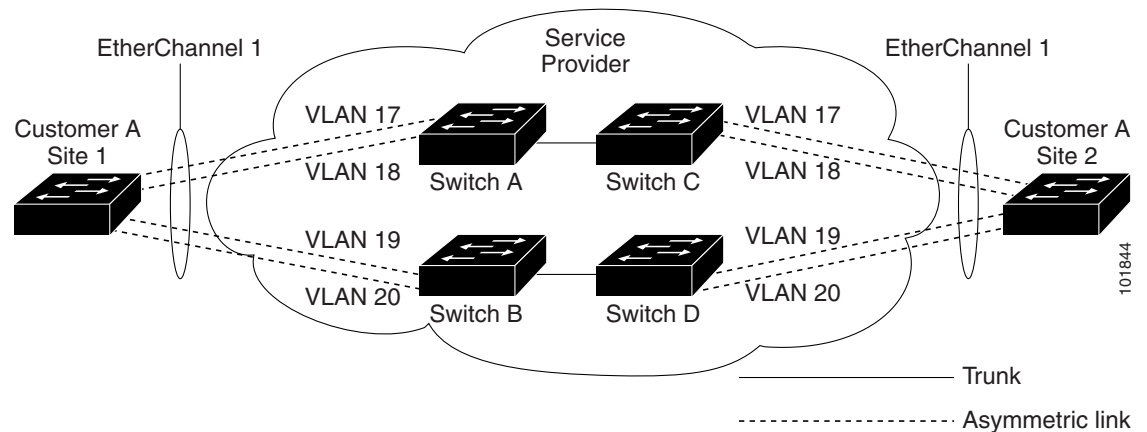 EtherChannel 1
Service
Provider
EtherChannel 1
Customer A
Site 1
VLAN 17
VLAN 18
Switch A
Switch C
VLAN 17
VLAN 18
Customer A
Site 2
VLAN 19
VLAN 20
Switch B
Switch D
VLAN 19
VLAN 20
101844
Trunk
Asymmetric link